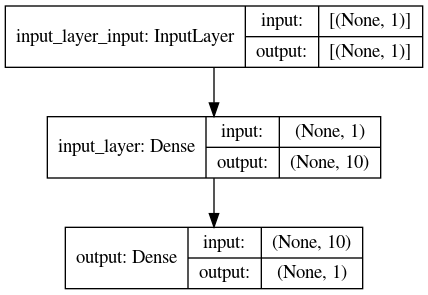 input_layer_input: InputLayer
input: [(None, 1)]
output: [(None, 1)]
input_layer: Dense
input: (None, 1)
output: (None, 10)
output: Dense
input: (None, 10)
output: (None, 1)